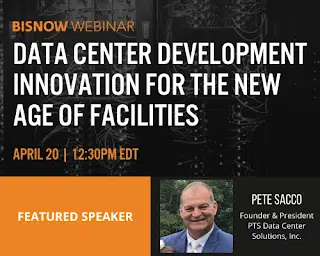 BISNOW WEBINAR
DATA CENTER DEVELOPMENT
INNOVATION FOR THE NEW
AGE OF FACILITIES
APRIL 20 | 12:30PM EDT
FEATURED SPEAKER
PETE SACCO
Founder & President
PTS Data Center
Solutions, Inc.